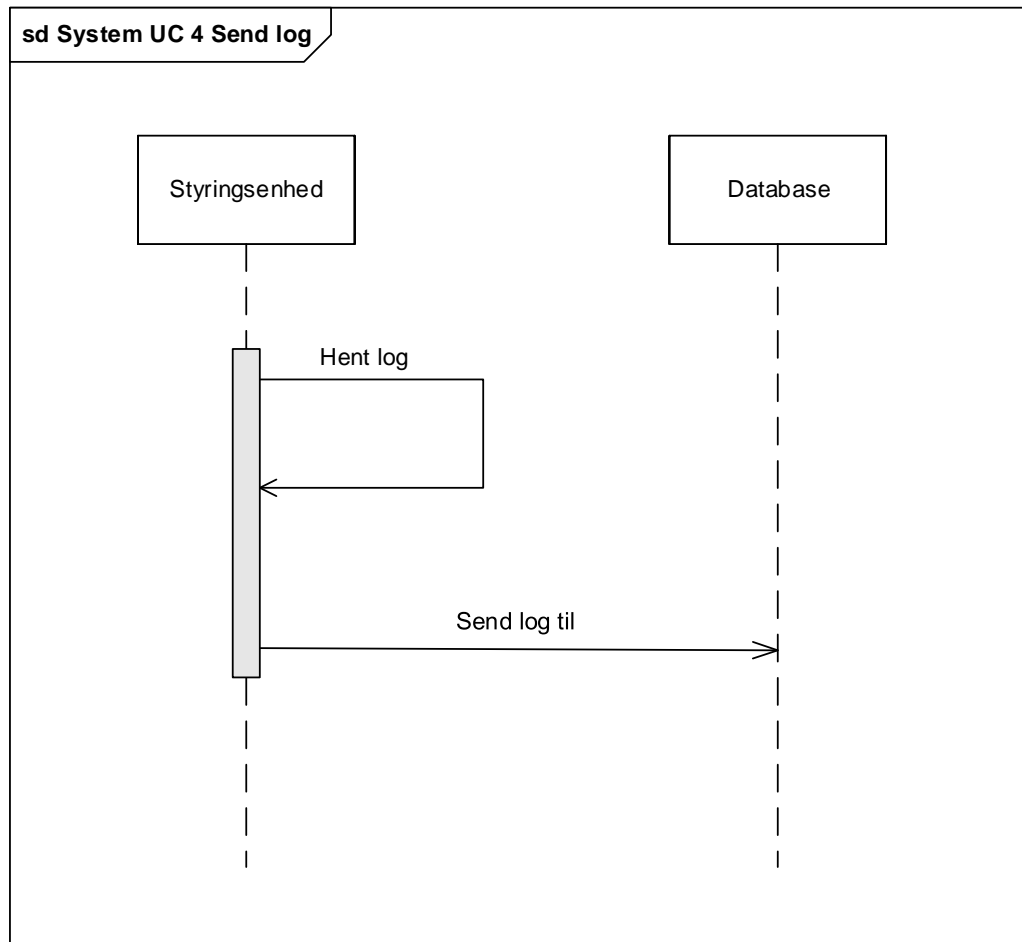 sd System UC 4 Send log
Styringsenhed
Database
Hent log
Send log til